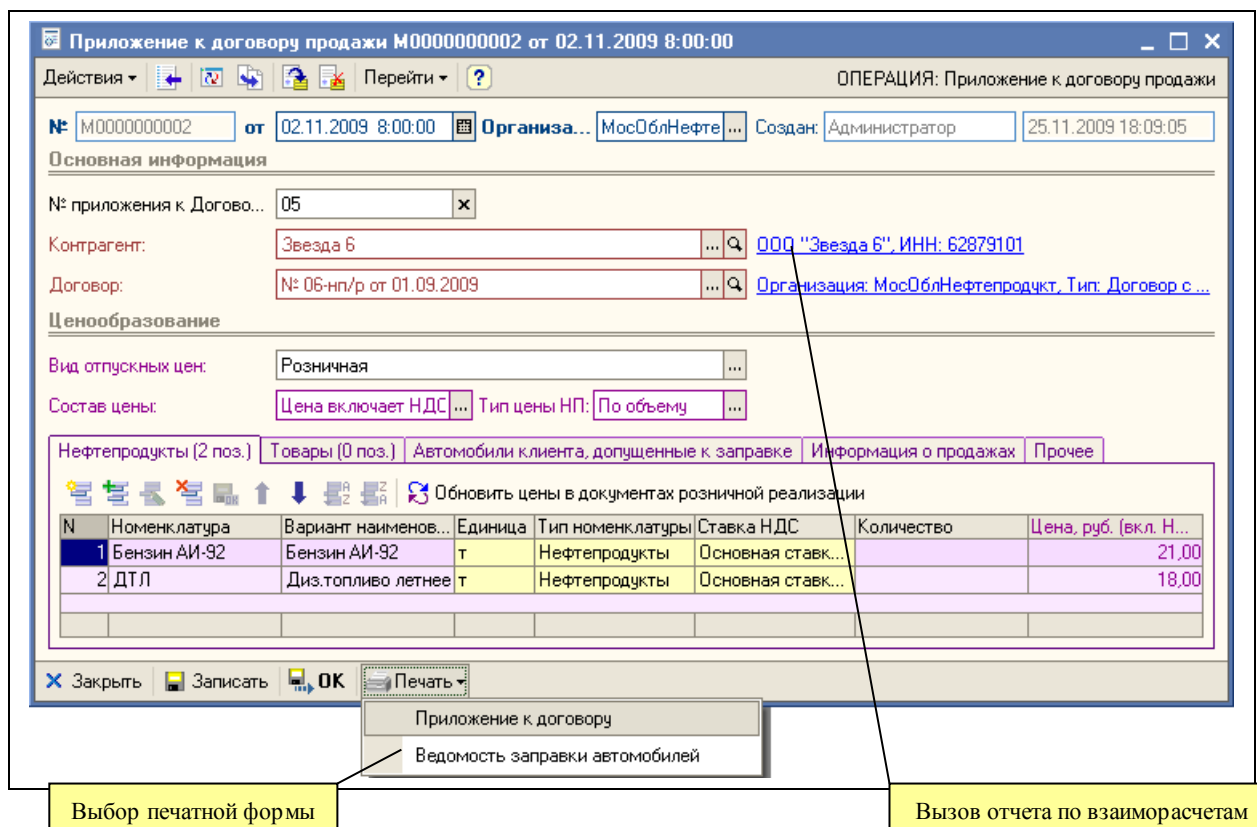 Приложение к договору продажи М0000000002 от 02.11.2009 8:00:00
Действия Перейти ? ОПЕРАЦИЯ: Приложение к договору продажи
№ М0000000002 от 02.11.2009 8:00:00 Организа... МосОблНефте ... Создан: Администратор 25.11.2009 18:09:05
Основная информация
№ приложения к Догово... 05
Контрагент: Звезда 6 ... ООО "Звезда 6", ИНН: 62879101
Договор: № 06-нп/р от 01.09.2009 ... Организация: МосОблНефтепродукт, Тип: Договор с ...
Ценообразование
Вид отпускных цен: Розничная ...
Состав цены: Цена включает НДС ... Тип цены НП: По объему ...
Нефтепродукты (2 поз.) Товары (0 поз.) Автомобили клиента, допущенные к заправке Информация о продажах Прочее
Обновить цены в документах розничной реализации
N Номенклатура Вариант наименов... Единица Тип номенклатуры Ставка НДС Количество Цена, руб. (вкл. Н...
1 Бензин АИ-92 Бензин АИ-92 т Нефтепродукты Основная ставк... 21,00
2 ДТЛ Диз.топливо летнее т Нефтепродукты Основная ставк... 18,00
Закрыть Записать OK Печать
Приложение к договору
Ведомость заправки автомобилей
Выбор печатной формы Вызов отчета по взаиморасчетам